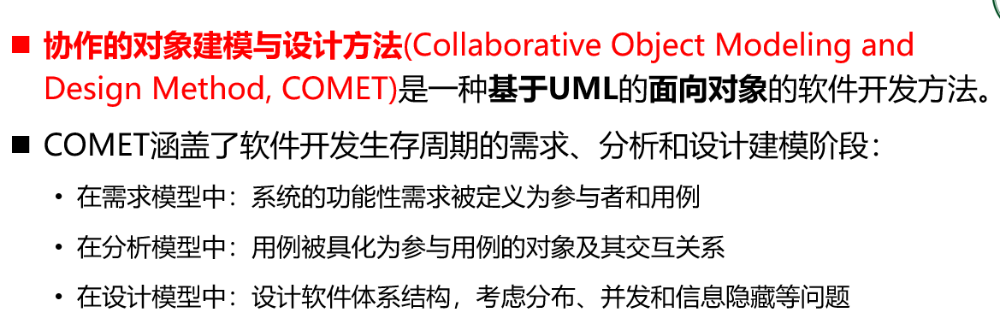 ■ 协作的对象建模与设计方法(Collaborative Object Modeling and
Design Method, COMET)是一种基于UML的面向对象的软件开发方法。
■ COMET涵盖了软件开发生存周期的需求、分析和设计建模阶段：
• 在需求模型中：系统的功能性需求被定义为参与者和用例
• 在分析模型中：用例被具化为参与用例的对象及其交互关系
• 在设计模型中：设计软件体系结构，考虑分布、并发和信息隐藏等问题